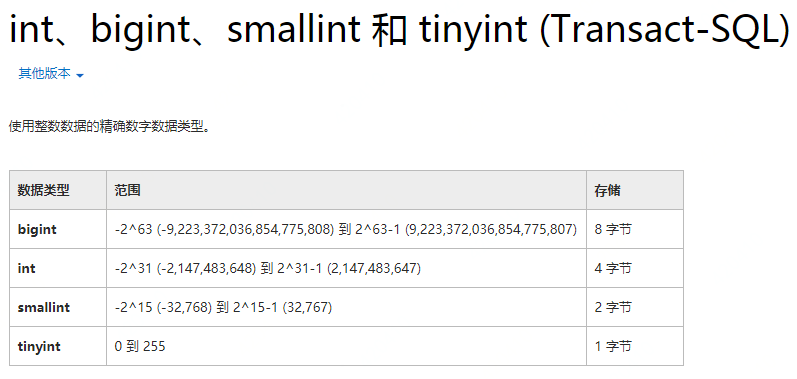 int、bigint、smallint 和 tinyint (Transact-SQL)
其他版本
使用整数数据的精确数字数据类型。
数据类型 范围 存储
bigint -2^63 (-9,223,372,036,854,775,808) 到 2^63-1 (9,223,372,036,854,775,807) 8 字节
int -2^31 (-2,147,483,648) 到 2^31-1 (2,147,483,647) 4 字节
smallint -2^15 (-32,768) 到 2^15-1 (32,767) 2 字节
tinyint 0 到 255 1 字节